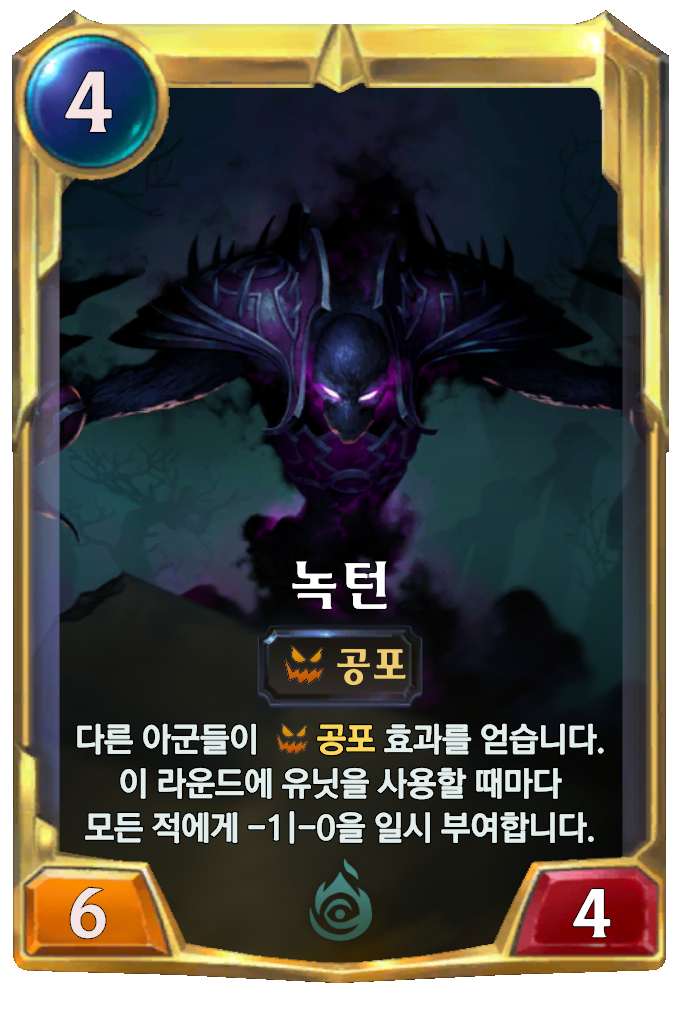 4
녹턴
공포
다른 아군들이 공포 효과를 얻습니다.
이 라운드에 유닛을 사용할 때마다
모든 적에게 -1|-0을 일시 부여합니다.
6
4